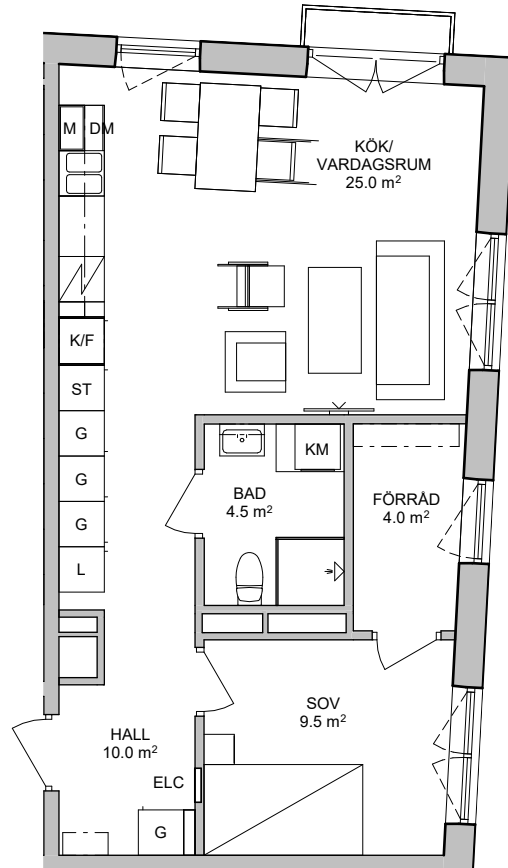 M DM
KÖK/
VARDAGSRUM
25.0 m²
K/F
ST
G
G
G
L
KM
BAD
4.5 m²
FÖRRÅD
4.0 m²
SOV
9.5 m²
HALL
10.0 m²
ELC
G